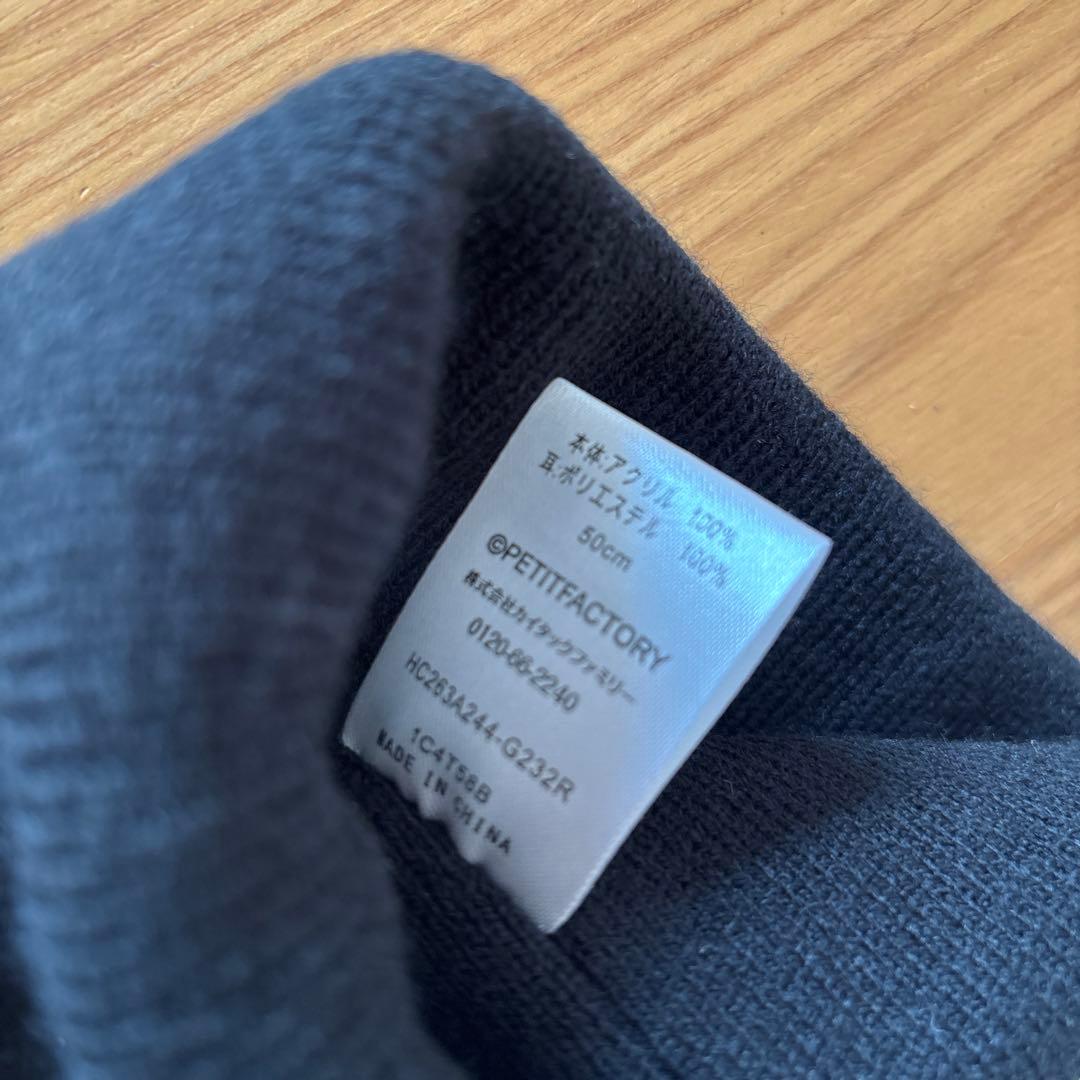 本体:アクリル 100%
耳:ポリエステル 100%
50cm
©PETITFACTORY
株式会社カイタックファミリー
0120-66-2240
HC263A244-G232R
1C4T56B
MADE IN CHINA